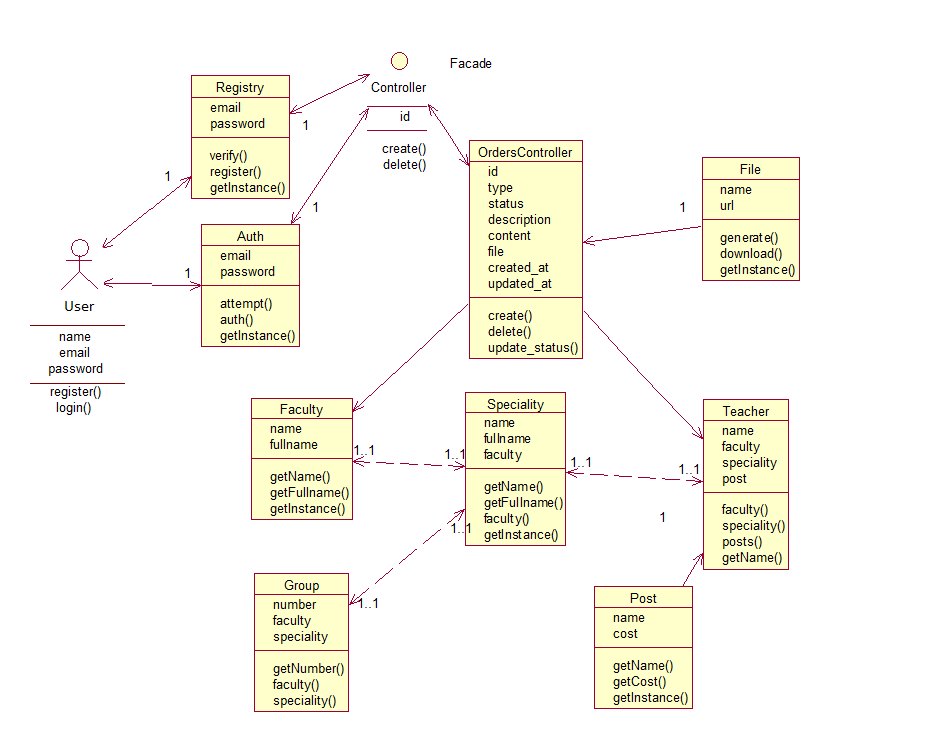 Facade
Controller
id
create()
delete()
Registry
email
password
verify()
register()
getInstance()
1
1
1
1
Auth
email
password
attempt()
auth()
getInstance()
User
name
email
password
register()
login()
OrdersController
id
type
status
description
content
file
created_at
updated_at
create()
delete()
update_status()
File
name
url
generate()
download()
getInstance()
1
Faculty
name
fullname
getName()
getFullname()
getInstance()
1..1
1..1
Speciality
name
fullname
faculty
getName()
getFullname()
faculty()
getInstance()
1..1
1..1
Teacher
name
faculty
speciality
post
faculty()
speciality()
posts()
getName()
1
1..1
1..1
Group
number
faculty
speciality
getNumber()
faculty()
speciality()
Post
name
cost
getName()
getCost()
getInstance()